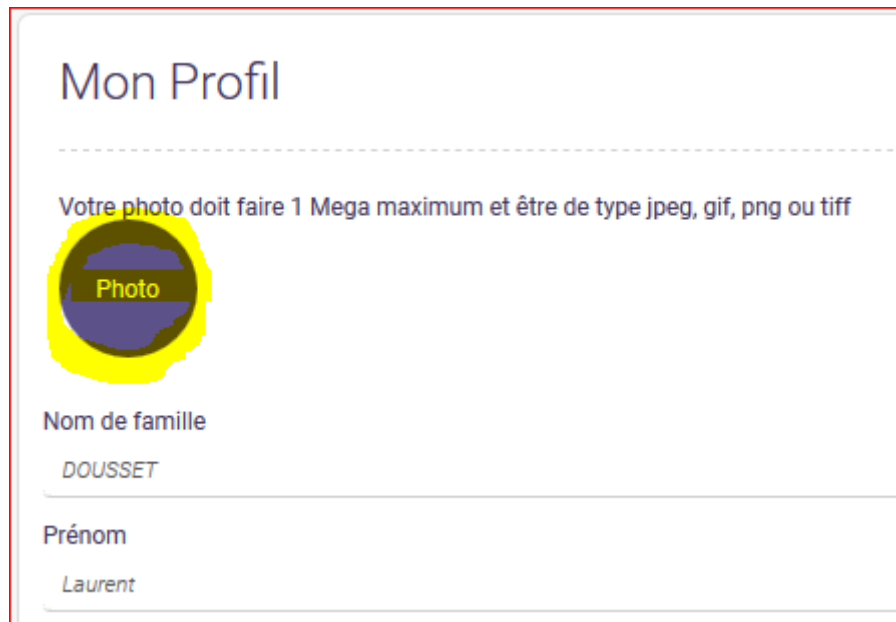 Mon Profil
Votre photo doit faire 1 Mega maximum et être de type jpeg, gif, png ou tiff
Photo
Nom de famille
DOUSSET
Prénom
Laurent